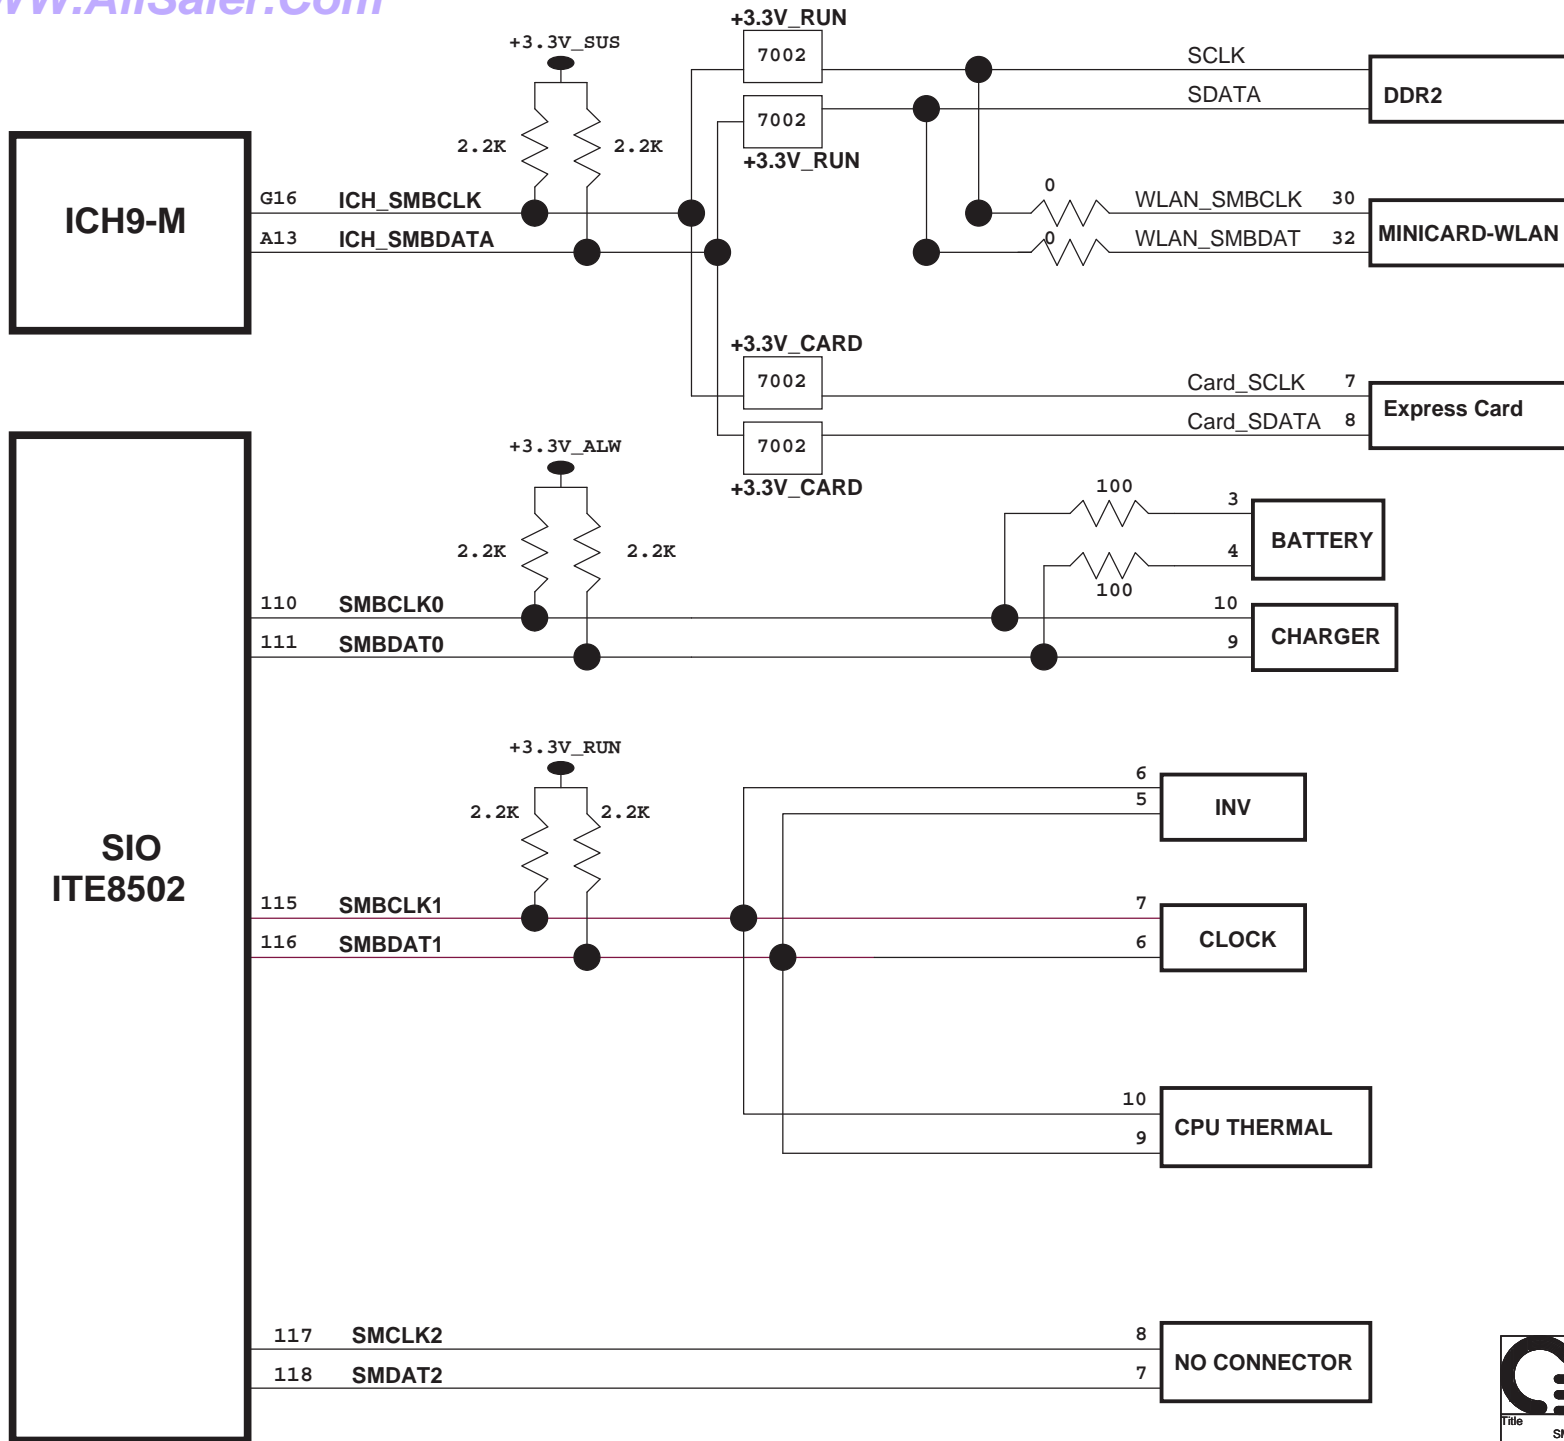 WWW.AliSaler.Com
+3.3V_RUN
+3.3V_SUS
7002
SCLK
SDATA
DDR2
7002
+3.3V_RUN
2.2K
2.2K
ICH9-M
G16 ICH_SMBCLK
A13 ICH_SMBDATA
0
WLAN_SMBCLK 30
0
WLAN_SMBDAT 32
MINICARD-WLAN
+3.3V_CARD
7002
Card_SCLK 7
Card_SDATA 8
Express Card
7002
+3.3V_CARD
+3.3V_ALW
2.2K
2.2K
100
3
4
100
BATTERY
110 SMBCLK0
111 SMBDAT0
10
9
CHARGER
+3.3V_RUN
2.2K
2.2K
6
5
INV
SIO
ITE8502
115 SMBCLK1
116 SMBDAT1
7
6
CLOCK
10
9
CPU THERMAL
117 SMCLK2
118 SMDAT2
8
7
NO CONNECTOR
Title